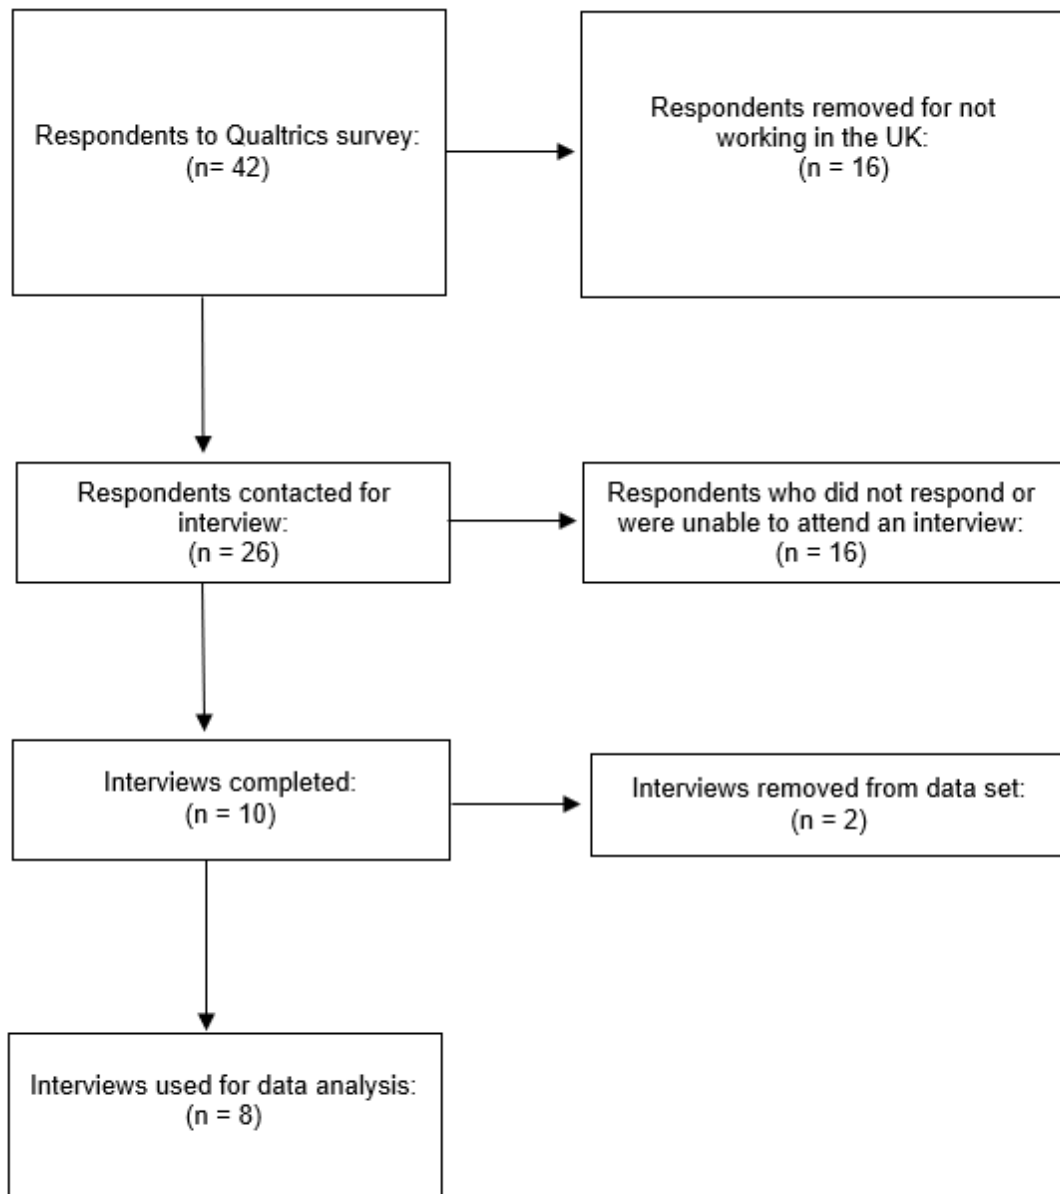 Respondents to Qualtrics survey:
(n= 42)
Respondents removed for not
working in the UK:
(n = 16)
Respondents contacted for
interview:
(n = 26)
Respondents who did not respond or
were unable to attend an interview:
(n = 16)
Interviews completed:
(n = 10)
Interviews removed from data set:
(n = 2)
Interviews used for data analysis:
(n = 8)